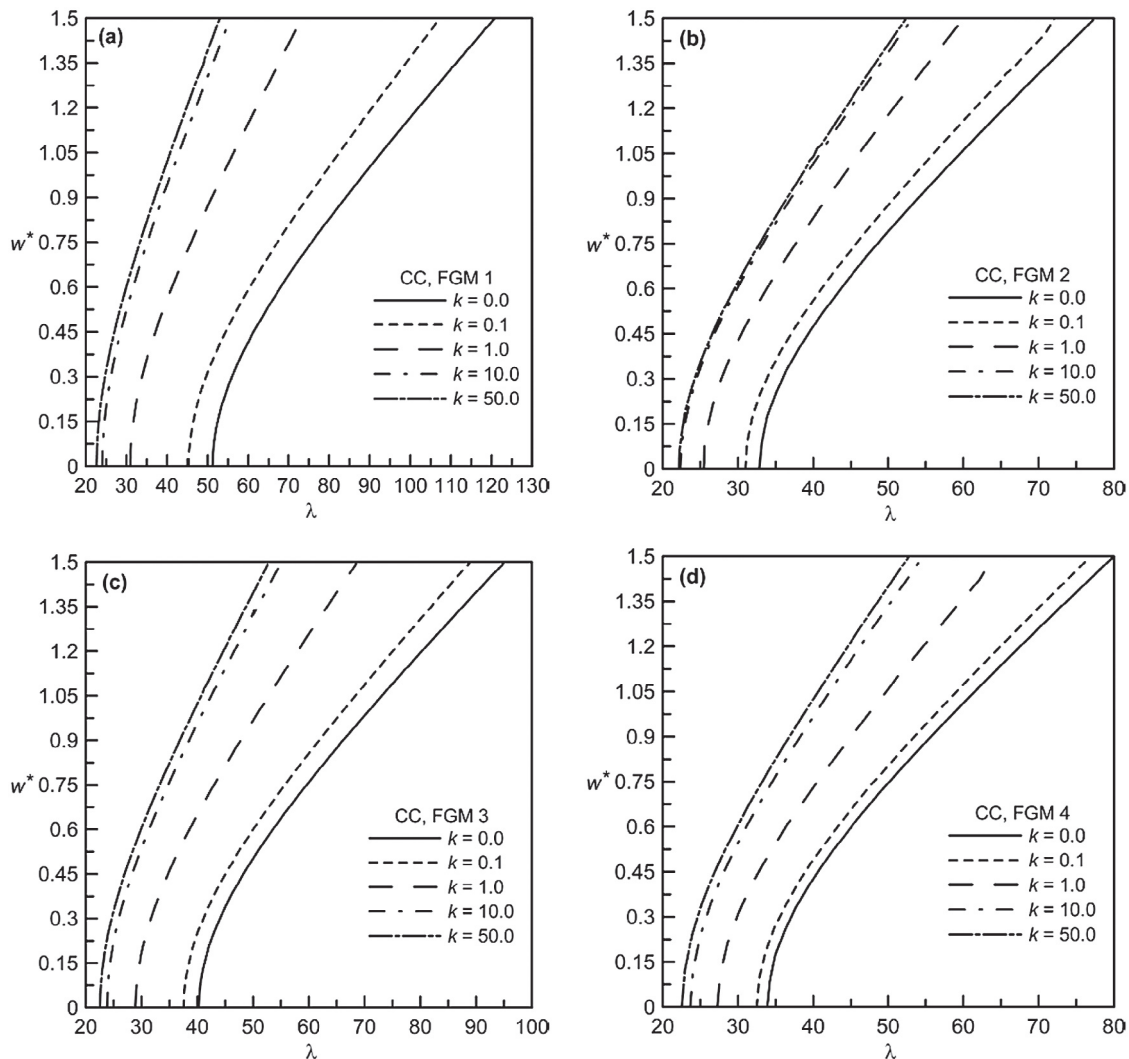 (a)
1.5
1.35
1.2
1.05
0.9
w* 0.75
0.6
0.45
0.3
0.15
0
CC, FGM 1
k = 0.0
k = 0.1
k = 1.0
k = 10.0
k = 50.0
20 30 40 50 60 70 80 90 100 110 120 130
λ
(b)
1.5
1.35
1.2
1.05
0.9
w* 0.75
0.6
0.45
0.3
0.15
0
CC, FGM 2
k = 0.0
k = 0.1
k = 1.0
k = 10.0
k = 50.0
20 30 40 50 60 70 80
λ
(c)
1.5
1.35
1.2
1.05
0.9
w* 0.75
0.6
0.45
0.3
0.15
0
CC, FGM 3
k = 0.0
k = 0.1
k = 1.0
k = 10.0
k = 50.0
20 30 40 50 60 70 80 90 100
λ
(d)
1.5
1.35
1.2
1.05
0.9
w* 0.75
0.6
0.45
0.3
0.15
0
CC, FGM 4
k = 0.0
k = 0.1
k = 1.0
k = 10.0
k = 50.0
20 30 40 50 60 70 80
λ